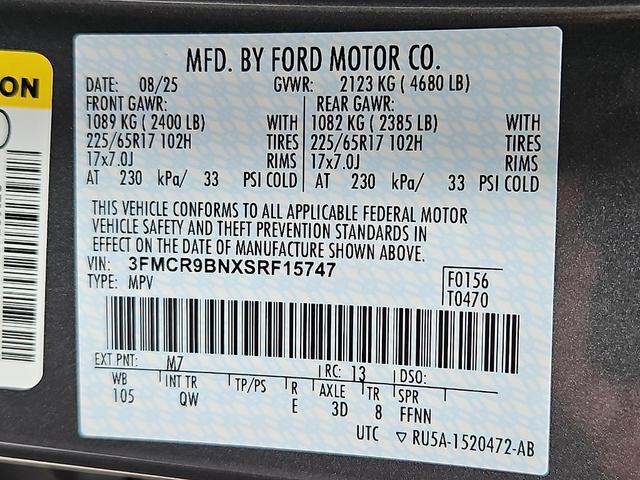 MFD. BY FORD MOTOR CO.
DATE: 08/25 GVWR: 2123 KG ( 4680 LB)
FRONT GAWR: REAR GAWR:
1089 KG ( 2400 LB) WITH 1082 KG ( 2385 LB) WITH
225/65R17 102H TIRES 225/65R17 102H TIRES
17x7.0J RIMS 17x7.0J RIMS
AT 230 kPa/ 33 PSI COLD AT 230 kPa/ 33 PSI COLD
THIS VEHICLE CONFORMS TO ALL APPLICABLE FEDERAL MOTOR
VEHICLE SAFETY AND THEFT PREVENTION STANDARDS IN
EFFECT ON THE DATE OF MANUFACTURE SHOWN ABOVE.
VIN: 3FMCR9BNXSRF15747
TYPE: MPV
F0156
T0470
EXT PNT: M7 RC: 13 DSO:
WB INT TR TP/PS R AXLE TR SPR
105 QW E 3D 8 FFNN
UTC ▽ RU5A-1520472-AB
ON